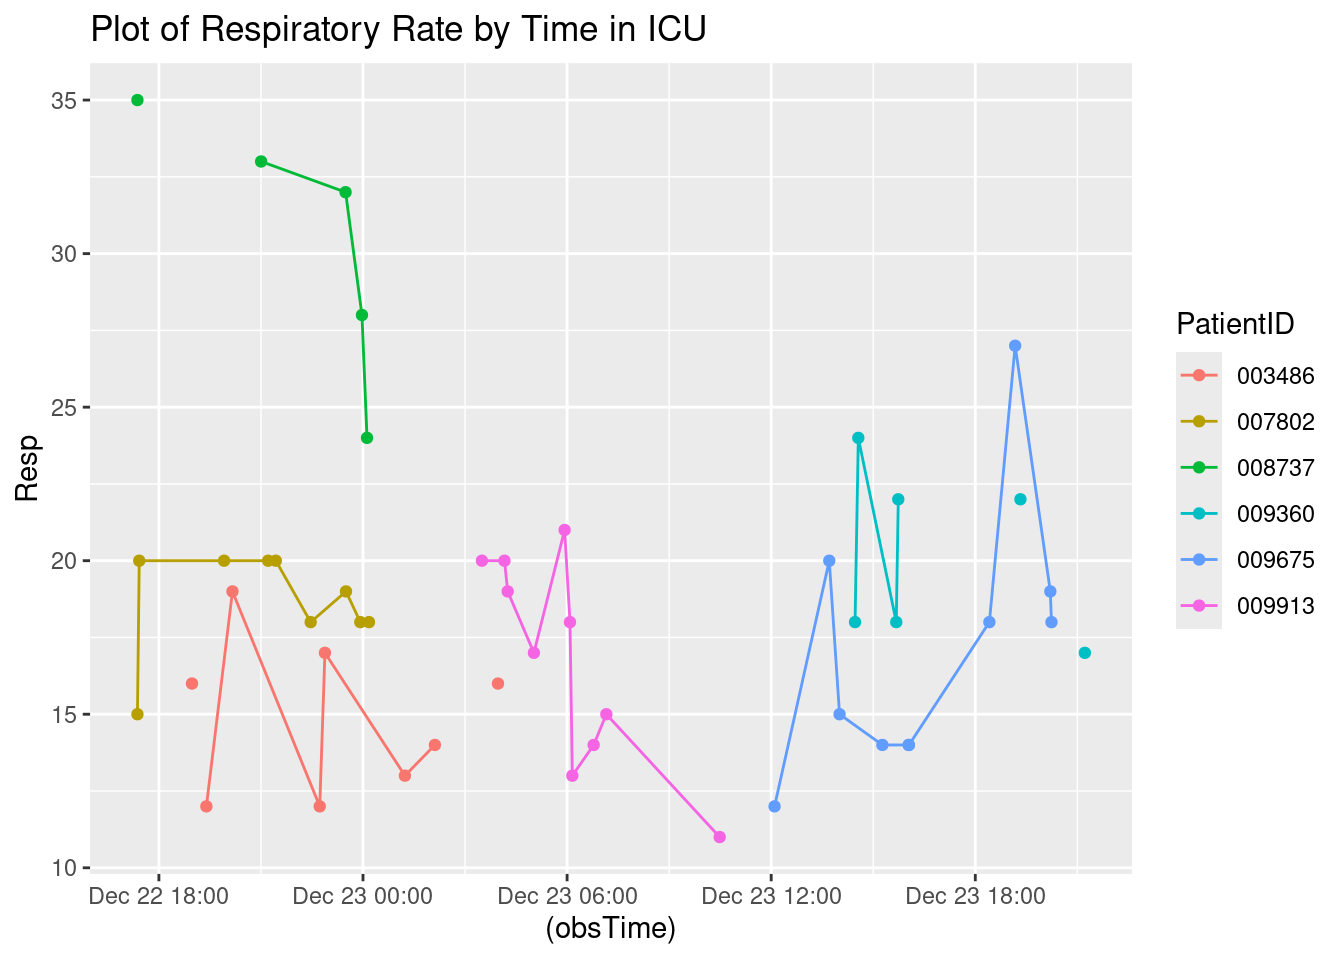 Plot of Respiratory Rate by Time in ICU
35
30
25
20
15
10
Resp
Dec 22 18:00
Dec 23 00:00
Dec 23 06:00
Dec 23 12:00
Dec 23 18:00
(obsTime)
PatientID
003486
007802
008737
009360
009675
009913